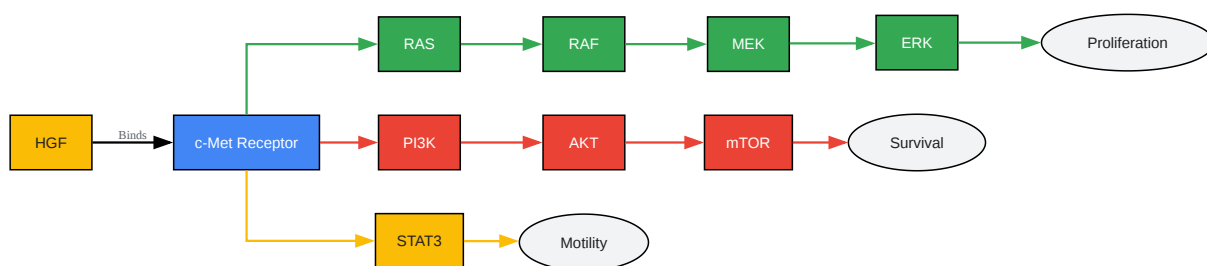 RAS
RAF
MEK
ERK
Proliferation
HGF
Binds
c-Met Receptor
PI3K
AKT
mTOR
Survival
STAT3
Motility